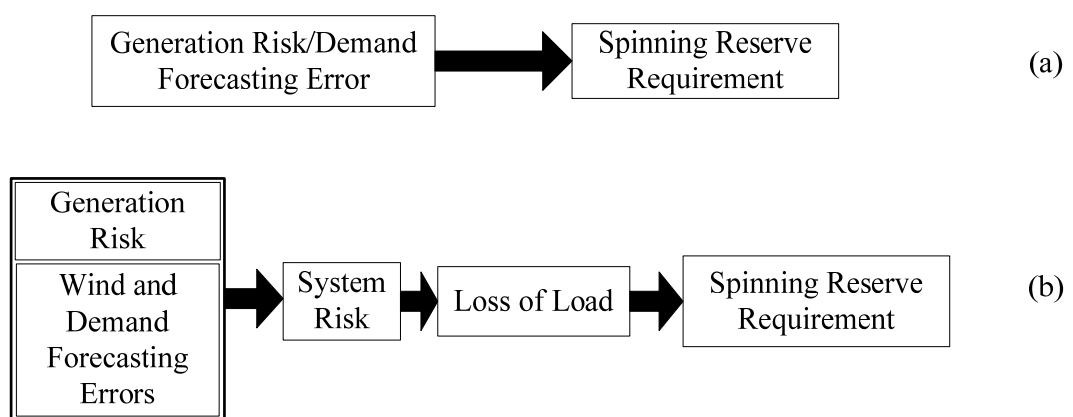 Generation Risk/Demand
Forecasting Error
Spinning Reserve
Requirement
(a)
Generation
Risk
Wind and
Demand
Forecasting
Errors
System
Risk
Loss of Load
Spinning Reserve
Requirement
(b)